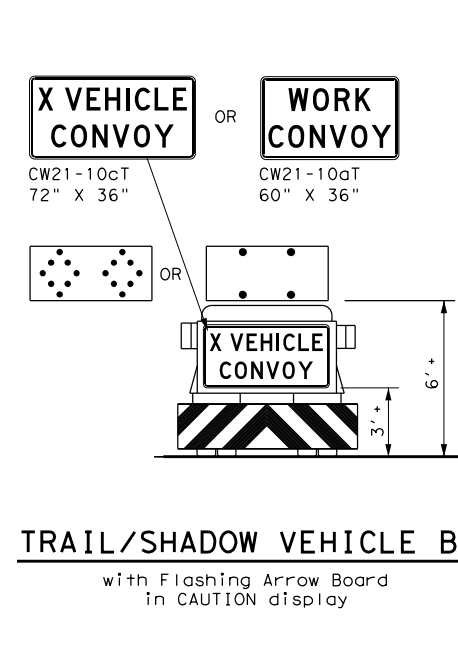 X VEHICLE
CONVOY
OR
WORK
CONVOY
CW21-10cT
72" X 36"
CW21-10aT
60" X 36"
OR
X VEHICLE
CONVOY
6' +
3' +
TRAIL/SHADOW VEHICLE B
with Flashing Arrow Board
in CAUTION display